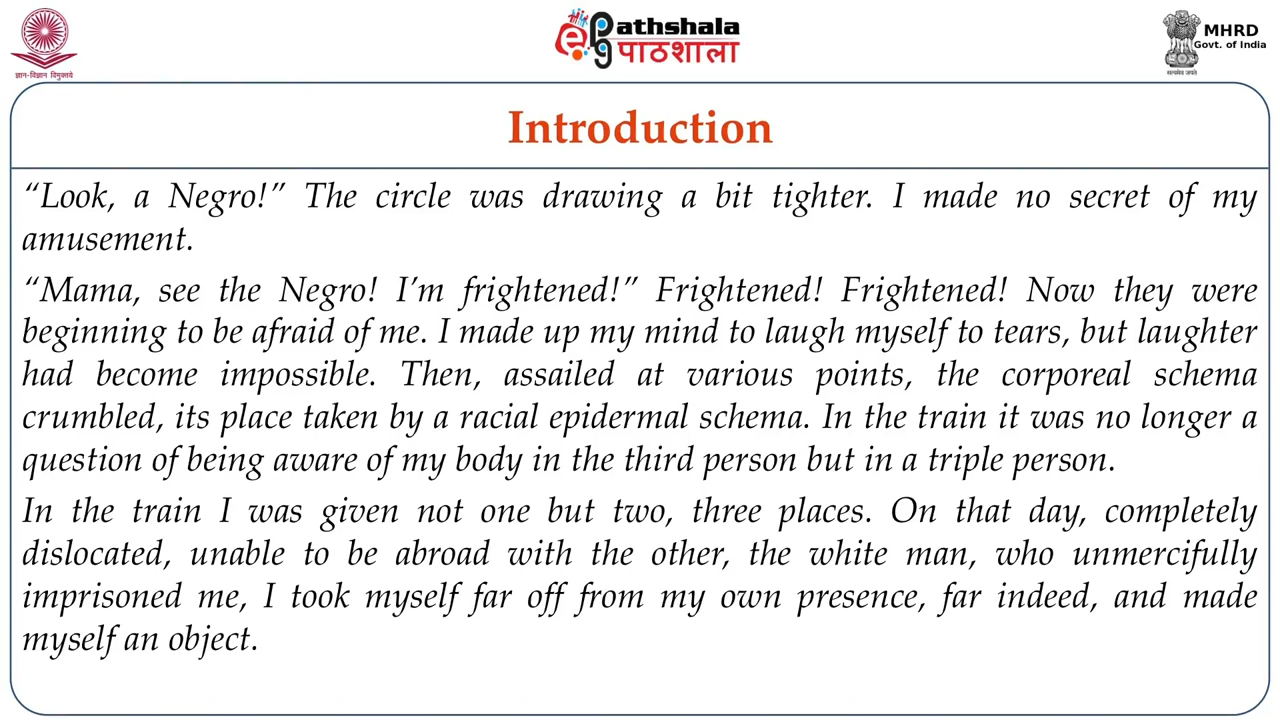 ज्ञान-विज्ञान विमुक्तये
ePathshala
पाठशाला
MHRD
Govt. of India
सत्यमेव जयते
Introduction
“Look, a Negro!” The circle was drawing a bit tighter. I made no secret of my
amusement.
“Mama, see the Negro! I’m frightened!” Frightened! Frightened! Now they were
beginning to be afraid of me. I made up my mind to laugh myself to tears, but laughter
had become impossible. Then, assailed at various points, the corporeal schema
crumbled, its place taken by a racial epidermal schema. In the train it was no longer a
question of being aware of my body in the third person but in a triple person.
In the train I was given not one but two, three places. On that day, completely
dislocated, unable to be abroad with the other, the white man, who unmercifully
imprisoned me, I took myself far off from my own presence, far indeed, and made
myself an object.